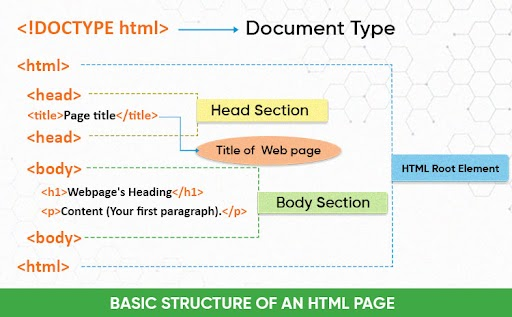 <!DOCTYPE html> Document Type
<html>
<head>
Head Section
<title>Page title</title>
<head>
Title of Web page
<body>
HTML Root Element
<h1>Webpage's Heading</h1>
<p>Content (Your first paragraph).</p>
Body Section
<body>
<html>
BASIC STRUCTURE OF AN HTML PAGE